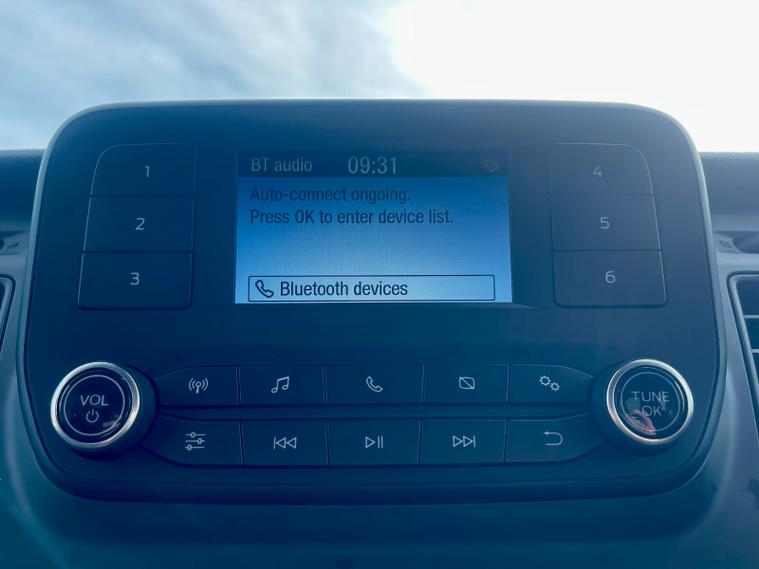 BT audio 09:31
Auto-connect ongoing.
Press OK to enter device list.
Bluetooth devices
1
2
3
4
5
6
VOL
TUNE
OK